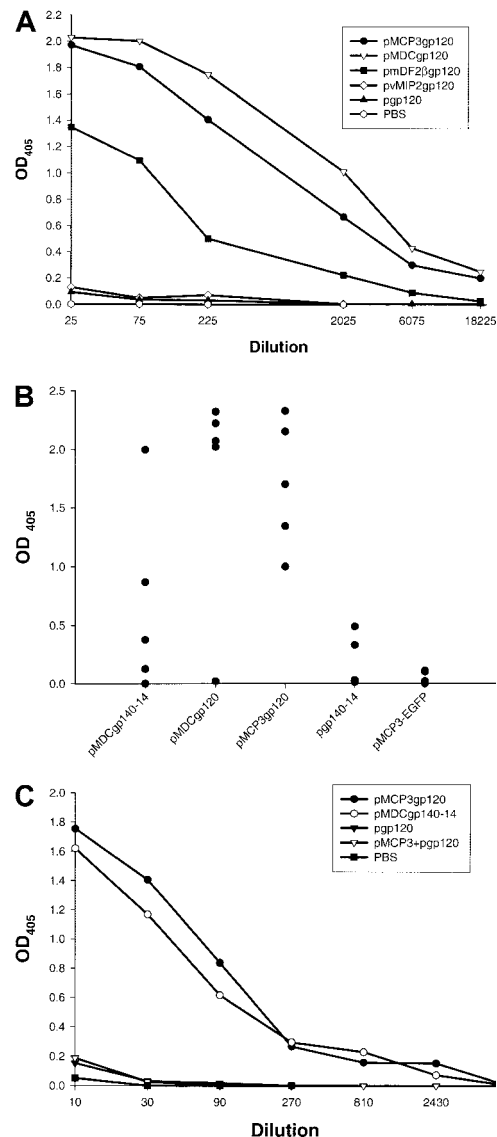 A
2.2
2.0
1.8
1.6
1.4
1.2
1.0
0.8
0.6
0.4
0.2
0.0
OD405
25
75
225
2025
6075
18225
Dilution
pMCP3gp120
pMDCgp120
pmDF2βgp120
pvMIP2gp120
pgp120
PBS
B
2.5
2.0
1.5
1.0
0.5
0.0
OD 405
pMDCgp140-14
pMDCgp120
pMCP3gp120
pgp140-14
pMCP3-EGFP
C
2.0
1.8
1.6
1.4
1.2
1.0
0.8
0.6
0.4
0.2
0.0
OD405
10
30
90
270
810
2430
Dilution
pMCP3gp120
pMDCgp140-14
pgp120
pMCP3+pgp120
PBS